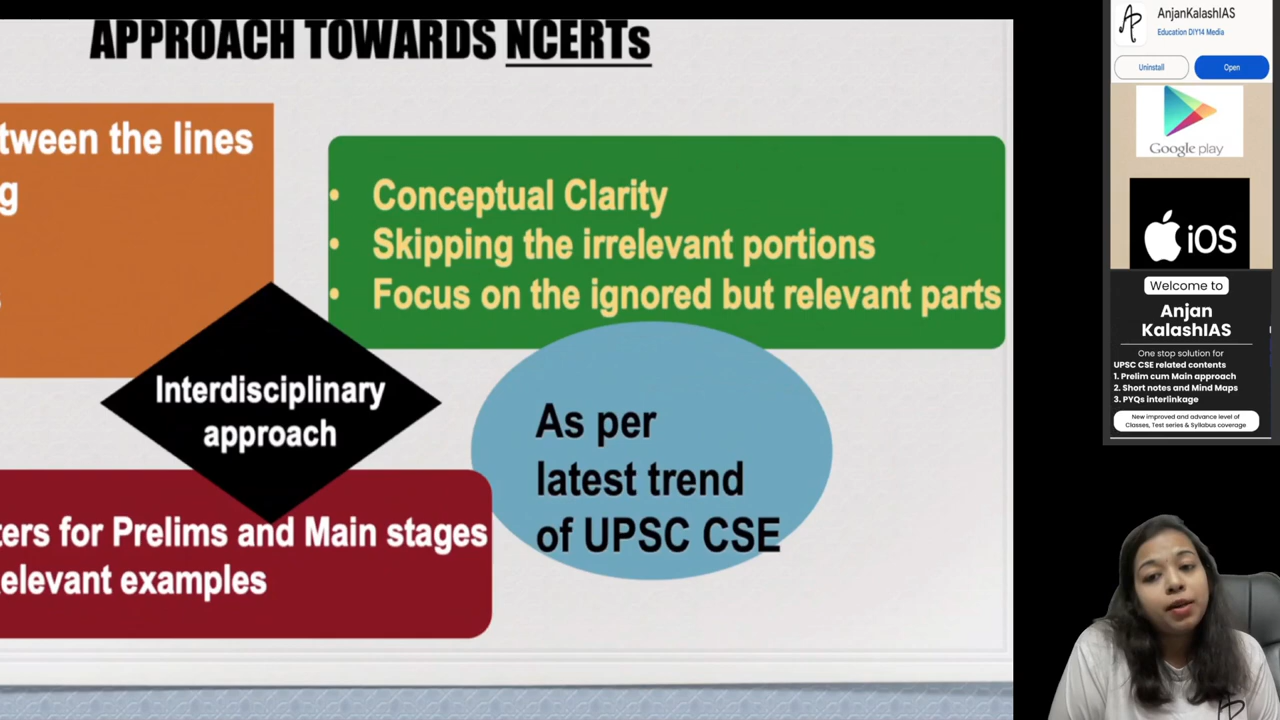 APPROACH TOWARDS NCERTs
the lines
Conceptual Clarity
Skipping the irrelevant portions
Focus on the ignored but relevant parts
Interdisciplinary
approach
As per
latest trend
of UPSC CSE
for Prelims and Main stages
examples
AP
AnjanKalashIAS
Education DIY14 Media
Uninstall
Open
Google play
iOS
Welcome to
Anjan
KalashIAS
One stop solution for
UPSC CSE related contents
1. Prelim cum Main approach
2. Short notes and Mind Maps
3. PYQs interlinkage
New improved and advance level of
Classes, Test series & Syllabus coverage
AP